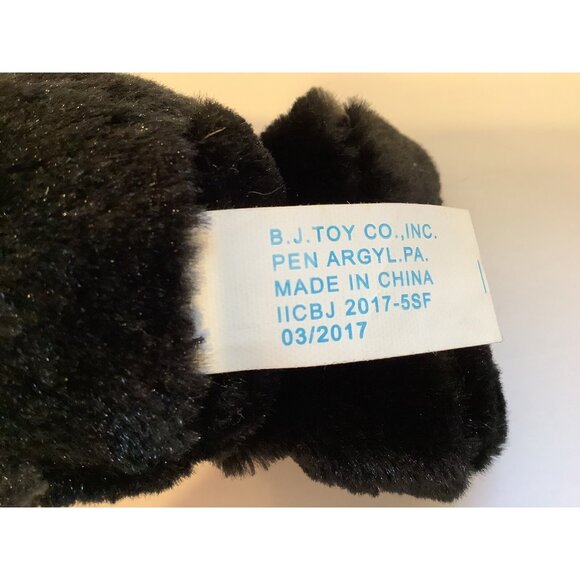 B.J.TOY CO.,INC.
PEN ARGYL.PA.
MADE IN CHINA
IICBJ 2017-5SF
03/2017